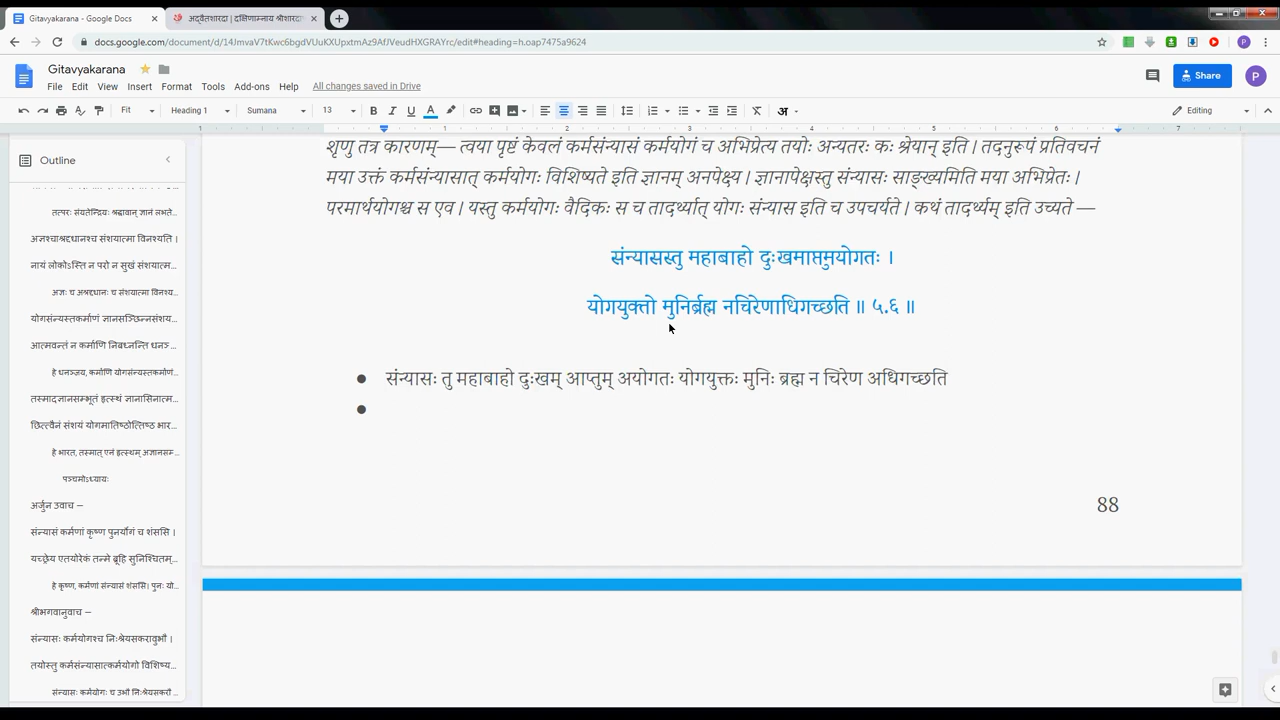 Gitavyakarana - Google Docs
अद्वैतशारदा | दक्षिणाम्नाय श्रीशारदा
docs.google.com/document/d/14JmvaV7tKwc6bgdVUuKXUpxtmAz9AfJVeudHXGRAYrc/edit#heading=h.oap7475a9624
Gitavyakarana
File Edit View Insert Format Tools Add-ons Help All changes saved in Drive
Share
P
Fit Heading 1 Sumana 13 B I U A अ Editing
1 1 2 3 4 5 6 7
Outline
तत्परः संयतेन्द्रियः श्रद्धावान् ज्ञानं लभते...
अज्ञश्चाश्रद्दधानश्च संशयात्मा विनश्यति ।
नायं लोकोऽस्ति न परो न सुखं संशयात्म...
अज्ञः च अश्रद्दधानः च संशयात्मा विनश्य...
योगसंन्यस्तकर्माणं ज्ञानसञ्छिन्नसंशय...
आत्मवन्तं न कर्माणि निबध्नन्ति धनञ्...
हे धनञ्जय, कर्माणि योगसंन्यस्तकर्माणं...
तस्मादज्ञानसम्भूतं हृत्स्थं ज्ञानासिनात्म...
छित्त्वैनं संशयं योगमातिष्ठोत्तिष्ठ भार...
हे भारत, तस्मात् एनं हृत्स्थम् अज्ञानसम...
पञ्चमोऽध्यायः
अर्जुन उवाच —
संन्यासं कर्मणां कृष्ण पुनर्योगं च शंससि ।
यच्छ्रेय एतयोरेकं तन्मे ब्रूहि सुनिश्चितम्...
हे कृष्ण, कर्मणां संन्यासं शंससि। पुनः यो...
श्रीभगवानुवाच —
संन्यासः कर्मयोगश्च निःश्रेयसकरावुभौ ।
तयोस्तु कर्मसंन्यासात्कर्मयोगो विशिष्य...
संन्यासः कर्मयोगः च उभौ निःश्रेयसकरौ ...
शृणु तत्र कारणम्— त्वया पृष्टं केवलं कर्मसंन्यासं कर्मयोगं च अभिप्रेत्य तयोः अन्यतरः कः श्रेयान् इति । तदनुरूपं प्रतिवचनं
मया उक्तं कर्मसंन्यासात् कर्मयोगः विशिष्यते इति ज्ञानम् अनपेक्ष्य । ज्ञानापेक्षस्तु संन्यासः साङ्ख्यमिति मया अभिप्रेतः ।
परमार्थयोगश्च स एव । यस्तु कर्मयोगः वैदिकः स च तादर्थ्यात् योगः संन्यास इति च उपचर्यते । कथं तादर्थ्यम् इति उच्यते —
संन्यासस्तु महाबाहो दुःखमाप्तुमयोगतः ।
योगयुक्तो मुनिर्ब्रह्म नचिरेणाधिगच्छति ॥ ५.६ ॥
● संन्यासः तु महाबाहो दुःखम् आप्तुम् अयोगतः योगयुक्तः मुनिः ब्रह्म न चिरेण अधिगच्छति
●
88